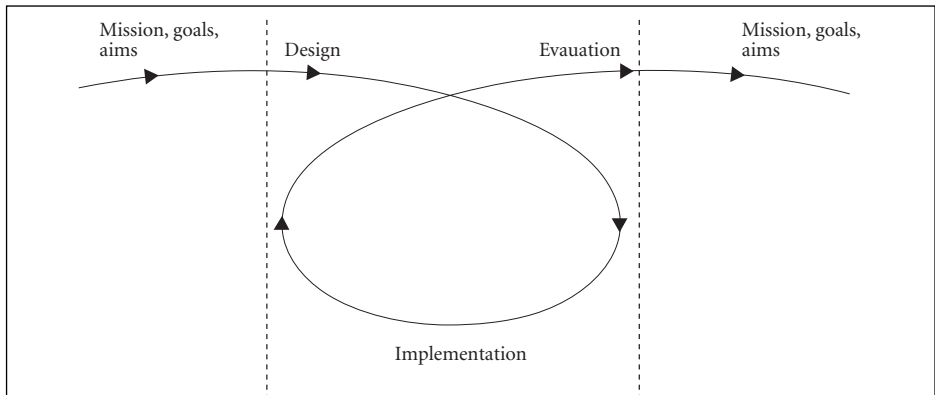 Mission, goals,
aims
Design
Evauation
Mission, goals,
aims
Implementation